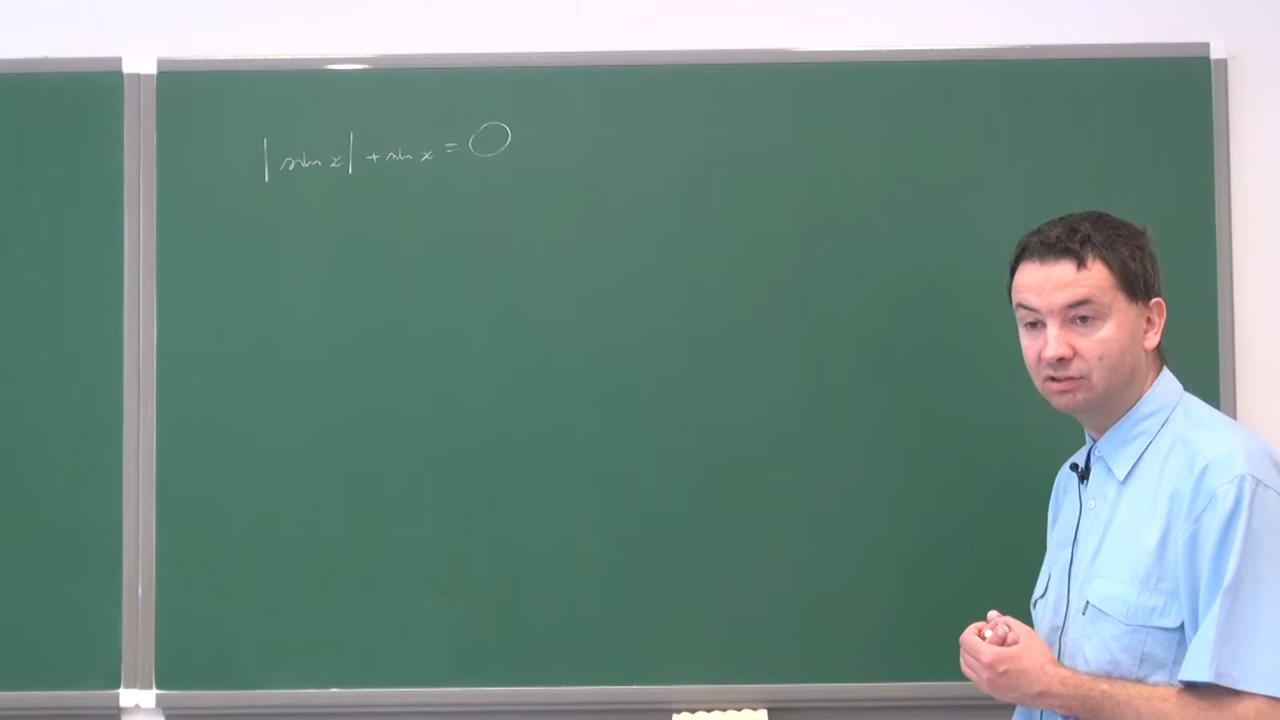 |sin x| + sin x = 0